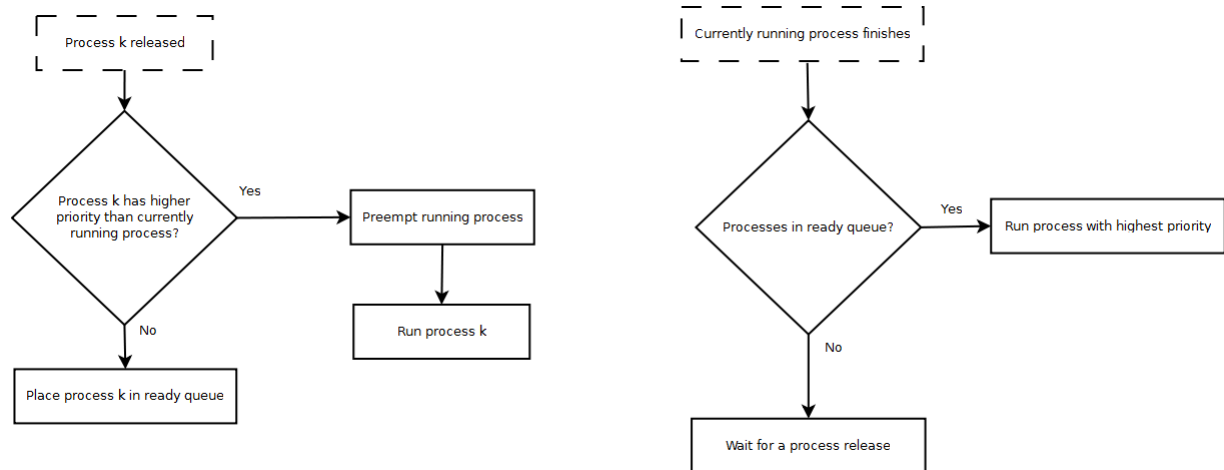 Process k released
Process k has higher
priority than currently
running process?
Yes
Preempt running process
Run process k
No
Place process k in ready queue
Currently running process finishes
Processes in ready queue?
Yes
Run process with highest priority
No
Wait for a process release